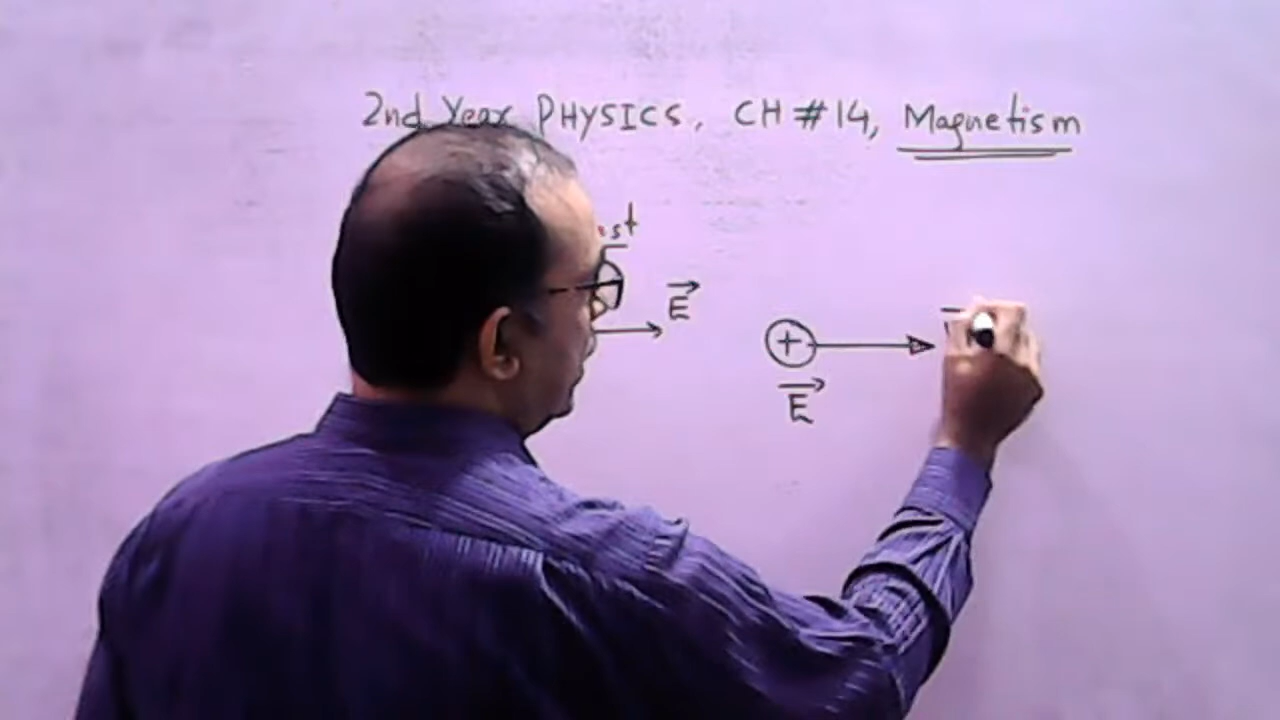 2nd Year PHYSICS, CH # 14, Magnetism
E
+
E